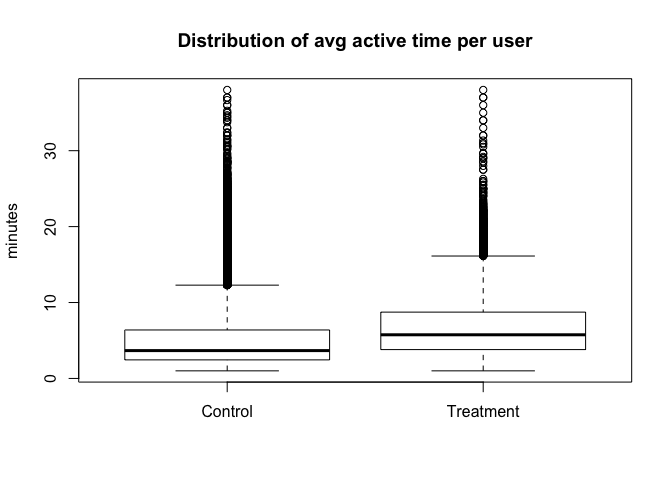 Distribution of avg active time per user
minutes
30
20
10
0
Control
Treatment